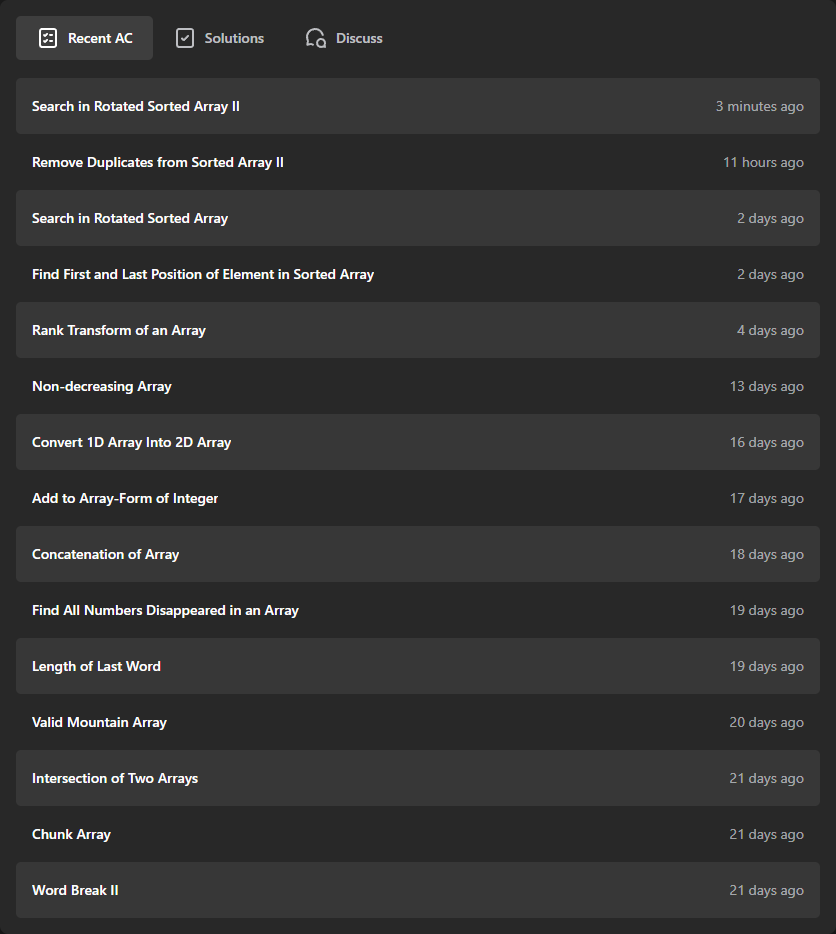 Recent AC Solutions Discuss
Search in Rotated Sorted Array II 3 minutes ago
Remove Duplicates from Sorted Array II 11 hours ago
Search in Rotated Sorted Array 2 days ago
Find First and Last Position of Element in Sorted Array 2 days ago
Rank Transform of an Array 4 days ago
Non-decreasing Array 13 days ago
Convert 1D Array Into 2D Array 16 days ago
Add to Array-Form of Integer 17 days ago
Concatenation of Array 18 days ago
Find All Numbers Disappeared in an Array 19 days ago
Length of Last Word 19 days ago
Valid Mountain Array 20 days ago
Intersection of Two Arrays 21 days ago
Chunk Array 21 days ago
Word Break II 21 days ago